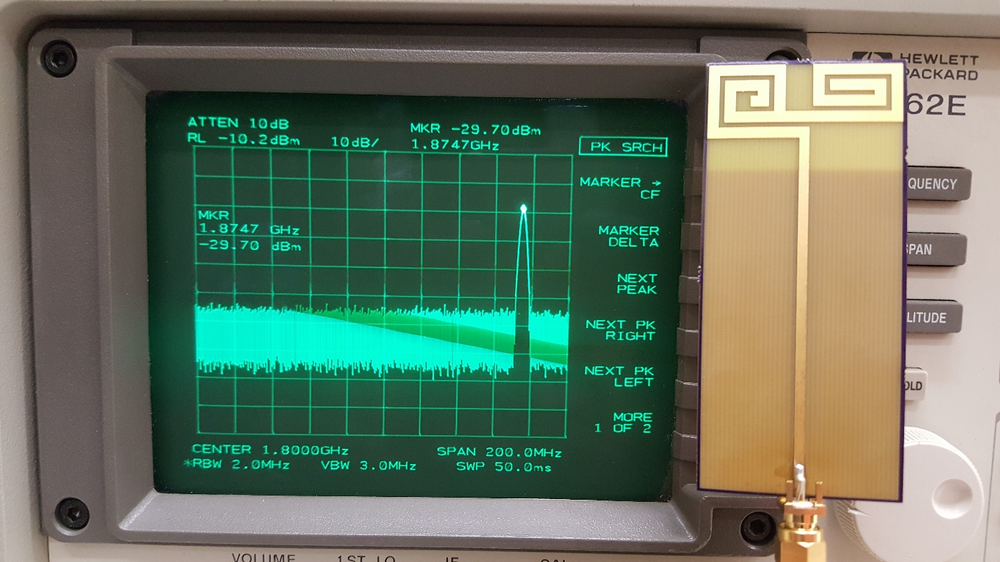 HEWLETT
PACKARD
62E
ATTEN 10dB
RL -10.2dBm 10dB/
MKR -29.70dBm
1.8747GHz
MKR
1.8747 GHz
-29.70 dBm
PK SRCH
MARKER →
CF
MARKER
DELTA
NEXT
PEAK
NEXT PK
RIGHT
NEXT PK
LEFT
MORE
1 OF 2
CENTER 1.8000GHz SPAN 200.0MHz
*RBW 2.0MHz VBW 3.0MHz SWP 50.0ms
QUENCY
SPAN
LITUDE
OLD
VOLUME 1ST LO IF CAL